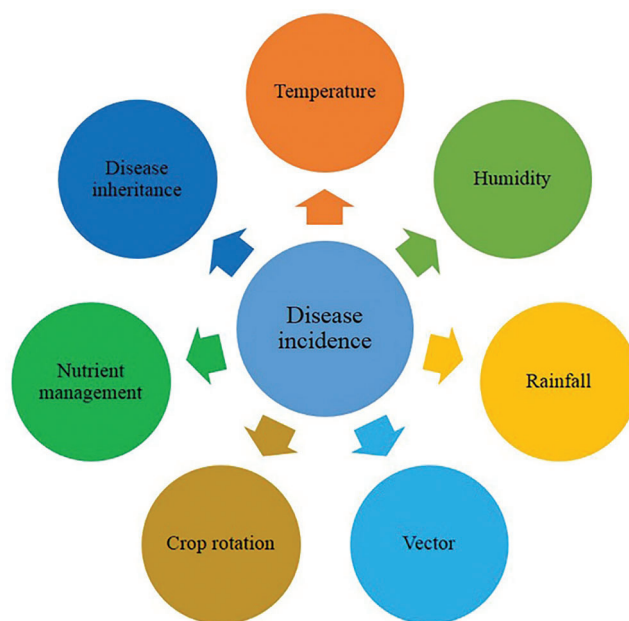 Temperature
Disease
inheritance
Humidity
Disease
incidence
Nutrient
management
Rainfall
Crop rotation
Vector